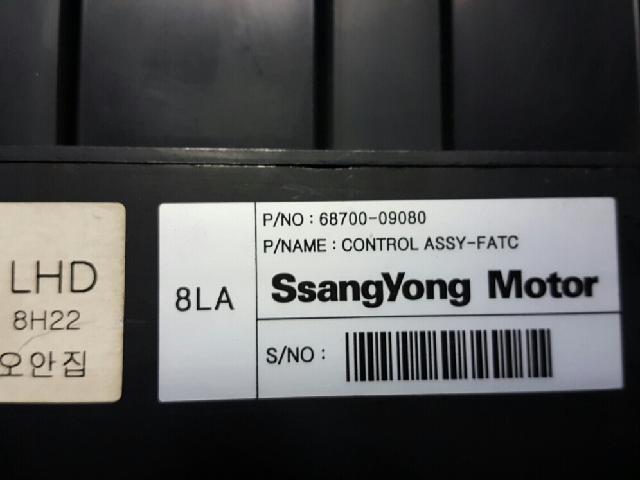 LHD
8H22
오안집
8LA
P/NO : 68700-09080
P/NAME : CONTROL ASSY-FATC
SsangYong Motor
S/NO :